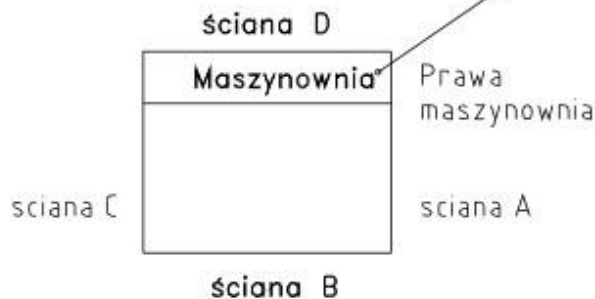 ściana D
Maszynownia
Prawa
maszynownia
sciana C
sciana A
ściana B